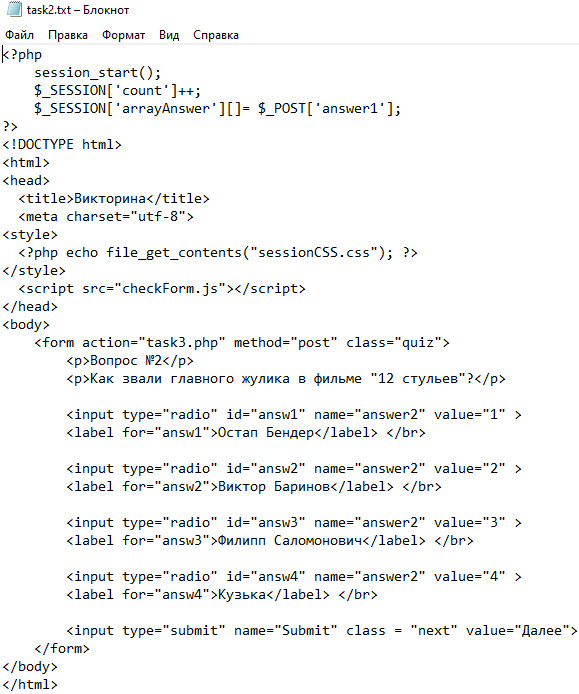 task2.txt – Блокнот
Файл Правка Формат Вид Справка
<?php
    session_start();
    $_SESSION['count']++;
    $_SESSION['arrayAnswer'][]= $_POST['answer1'];
?>
<!DOCTYPE html>
<html>
<head>
  <title>Викторина</title>
  <meta charset="utf-8">
<style>
  <?php echo file_get_contents("sessionCSS.css"); ?>
</style>
  <script src="checkForm.js"></script>
</head>
<body>
    <form action="task3.php" method="post" class="quiz">
        <p>Вопрос №2</p>
        <p>Как звали главного жулика в фильме "12 стульев"?</p>

        <input type="radio" id="answ1" name="answer2" value="1" >
        <label for="answ1">Остап Бендер</label> </br>

        <input type="radio" id="answ2" name="answer2" value="2" >
        <label for="answ2">Виктор Баринов</label> </br>

        <input type="radio" id="answ3" name="answer2" value="3" >
        <label for="answ3">Филипп Саломонович</label> </br>

        <input type="radio" id="answ4" name="answer2" value="4" >
        <label for="answ4">Кузька</label> </br>

        <input type="submit" name="Submit" class = "next" value="Далее">
    </form>
</body>
</html>